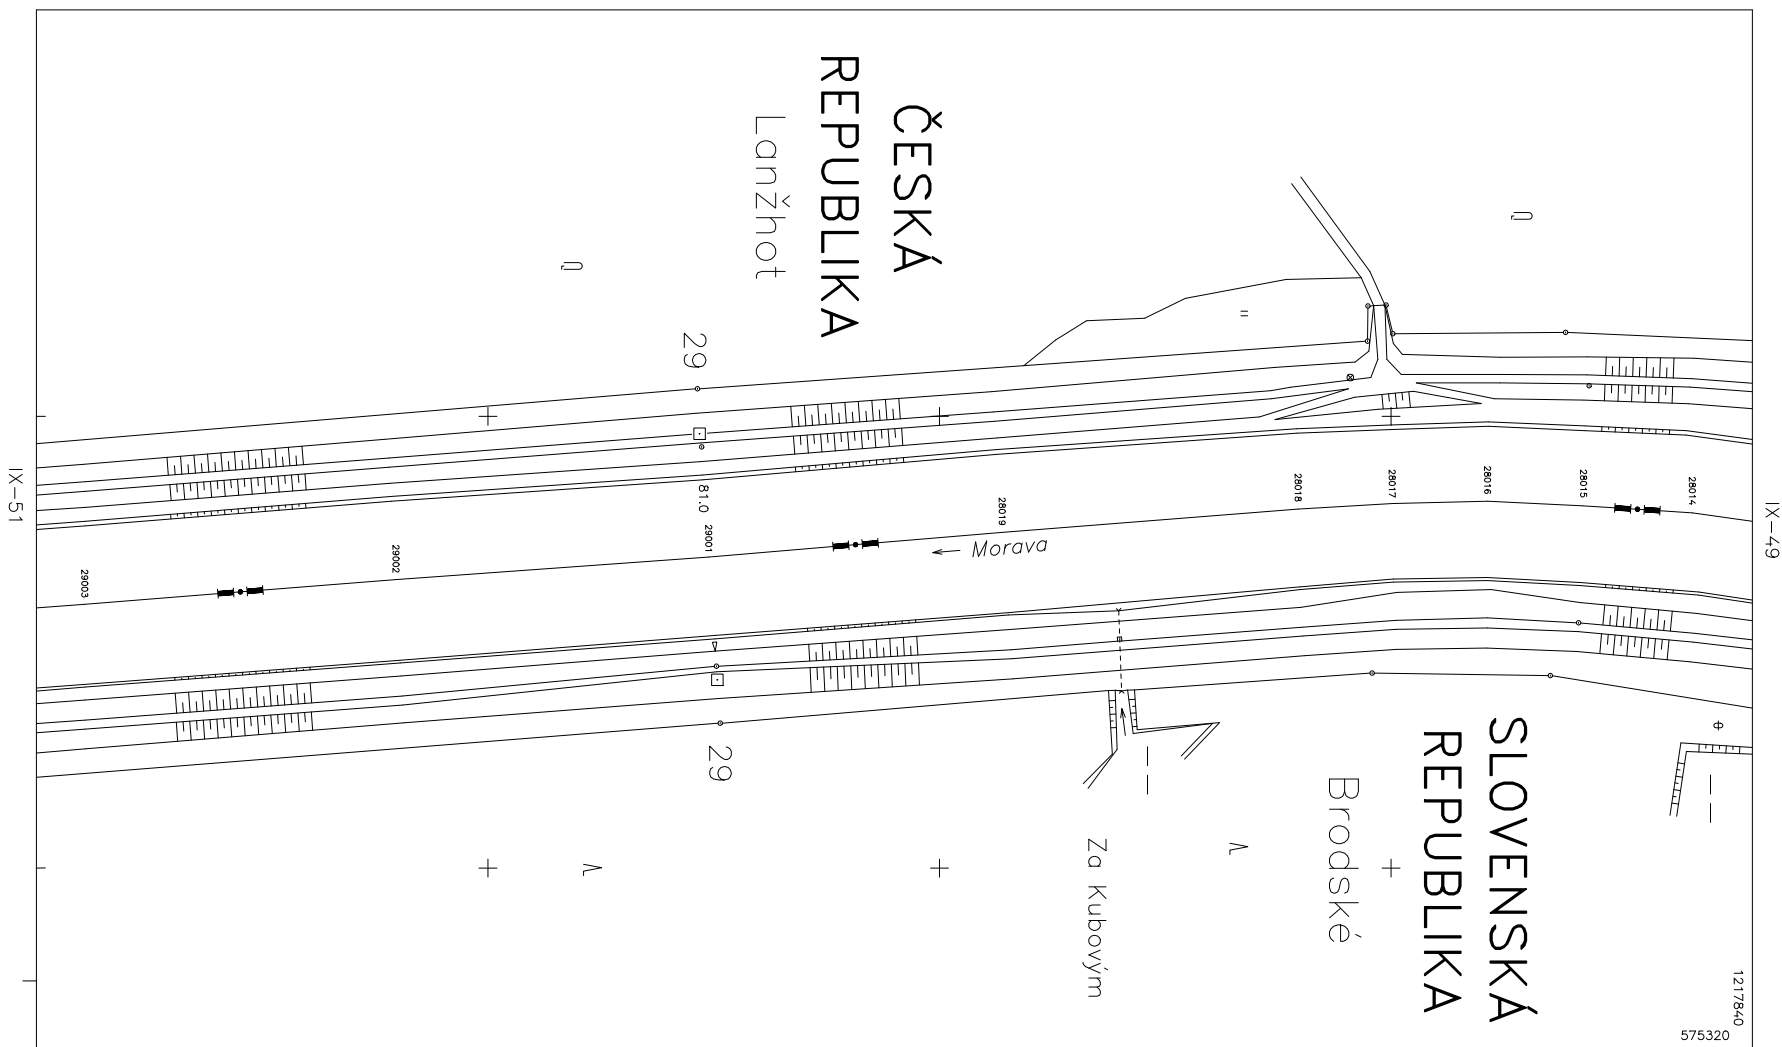 ČESKÁ
REPUBLIKA
Lanžhot
29
81.0
IX-49
28014
28015
28016
28017
28018
28019
29001
29002
29003
Morava
IX-51
29
SLOVENSKÁ
REPUBLIKA
Brodské
Za Kubovým
1217840
575320